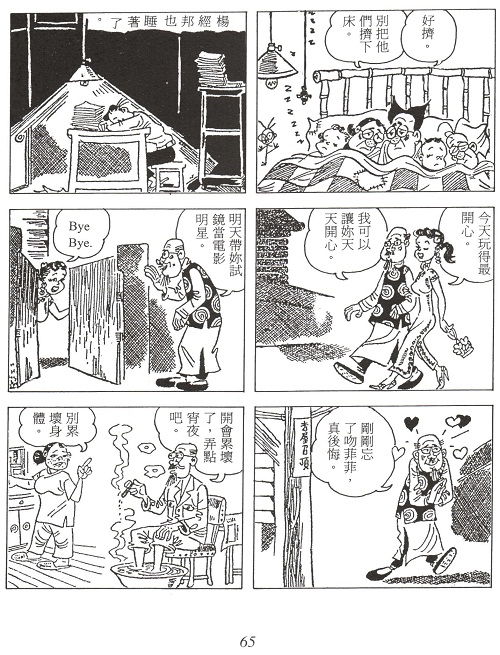 好擠。
別把他
們擠下
床。
楊經邦也睡著了。
今天玩得最
開心。
我可以
讓妳天
天開心。
明天帶妳試
鏡當電影
明星。
Bye
Bye.
剛剛忘
了吻菲菲，
真後悔。
開會累壞
了，弄點
宵夜
吧。
別累
壞身
體。
65